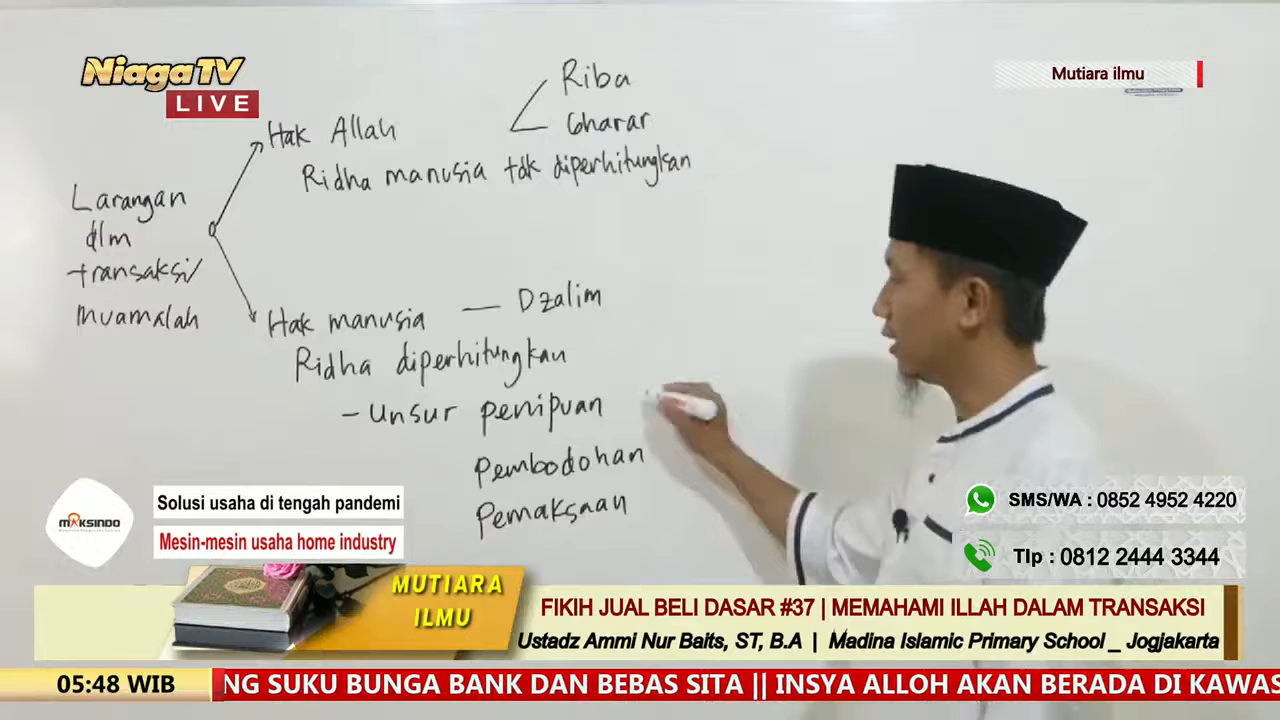 NiagaTV
LIVE
Mutiara ilmu
Riba
Gharar
Hak Allah
Ridha manusia tdk diperhitungkan
Larangan
dlm
transaksi/
muamalah
Hak manusia — Dzalim
Ridha diperhitungkan
- Unsur penipuan
pembodohan
pemaksaan
MAKSINDO
Solusi usaha di tengah pandemi
Mesin-mesin usaha home industry
SMS/WA : 0852 4952 4220
Tlp : 0812 2444 3344
MUTIARA
ILMU
FIKIH JUAL BELI DASAR #37 | MEMAHAMI ILLAH DALAM TRANSAKSI
Ustadz Ammi Nur Baits, ST, B.A | Madina Islamic Primary School _ Jogjakarta
05:48 WIB
NG SUKU BUNGA BANK DAN BEBAS SITA || INSYA ALLOH AKAN BERADA DI KAWAS